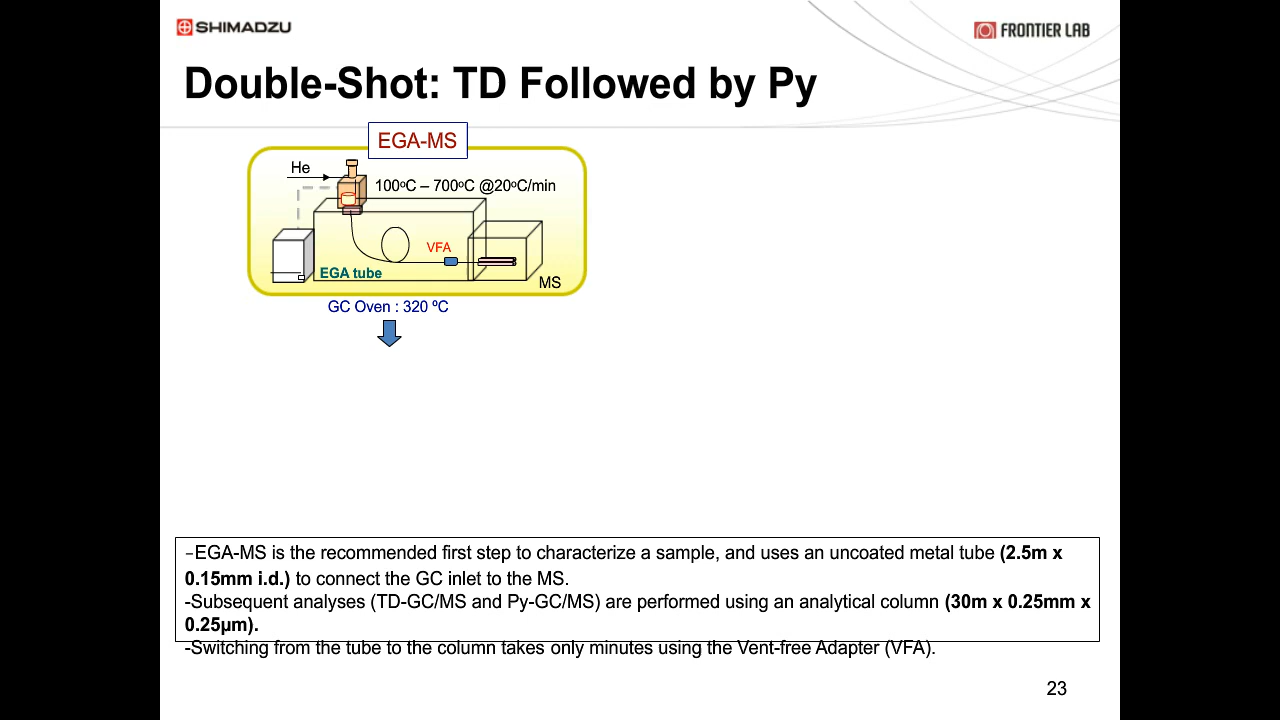 SHIMADZU
FRONTIER LAB
Double-Shot: TD Followed by Py
EGA-MS
He
100ºC – 700ºC @20ºC/min
VFA
EGA tube
MS
GC Oven : 320 ºC
–EGA-MS is the recommended first step to characterize a sample, and uses an uncoated metal tube (2.5m x
0.15mm i.d.) to connect the GC inlet to the MS.
-Subsequent analyses (TD-GC/MS and Py-GC/MS) are performed using an analytical column (30m x 0.25mm x
0.25µm).
-Switching from the tube to the column takes only minutes using the Vent-free Adapter (VFA).
23